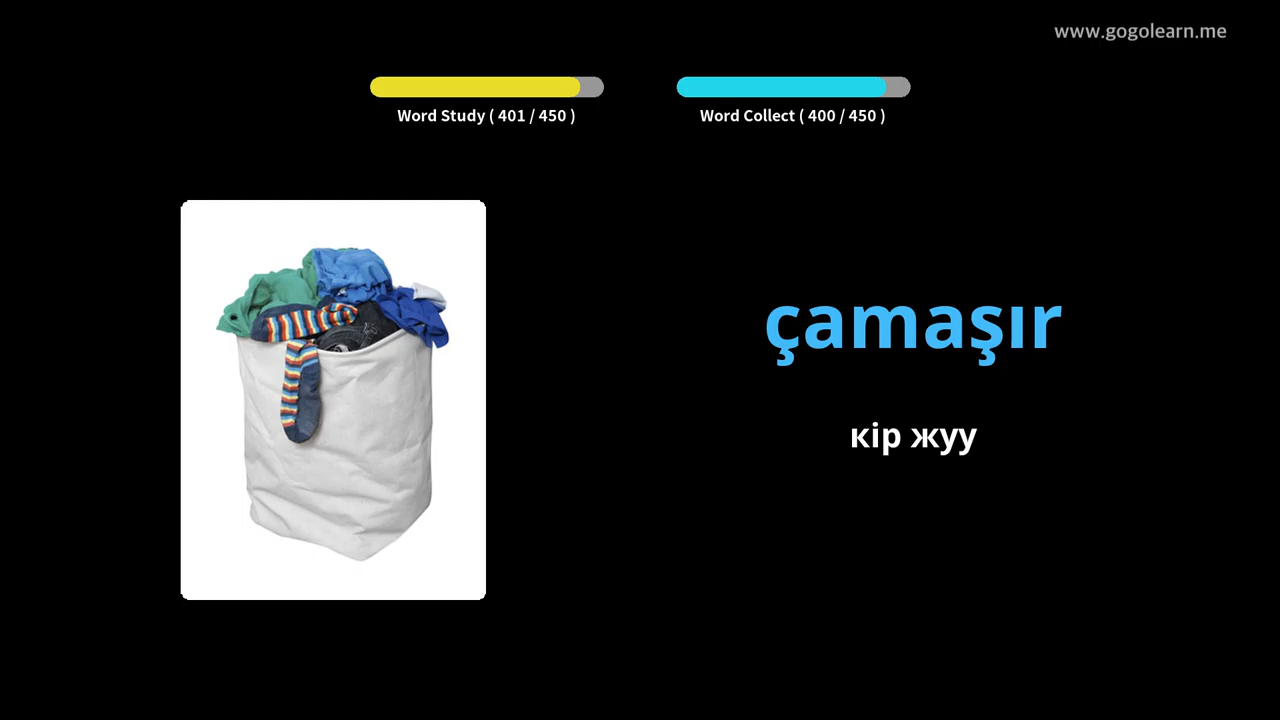 www.gogolearn.me
Word Study ( 401 / 450 )
Word Collect ( 400 / 450 )
çamaşır
кір жуу